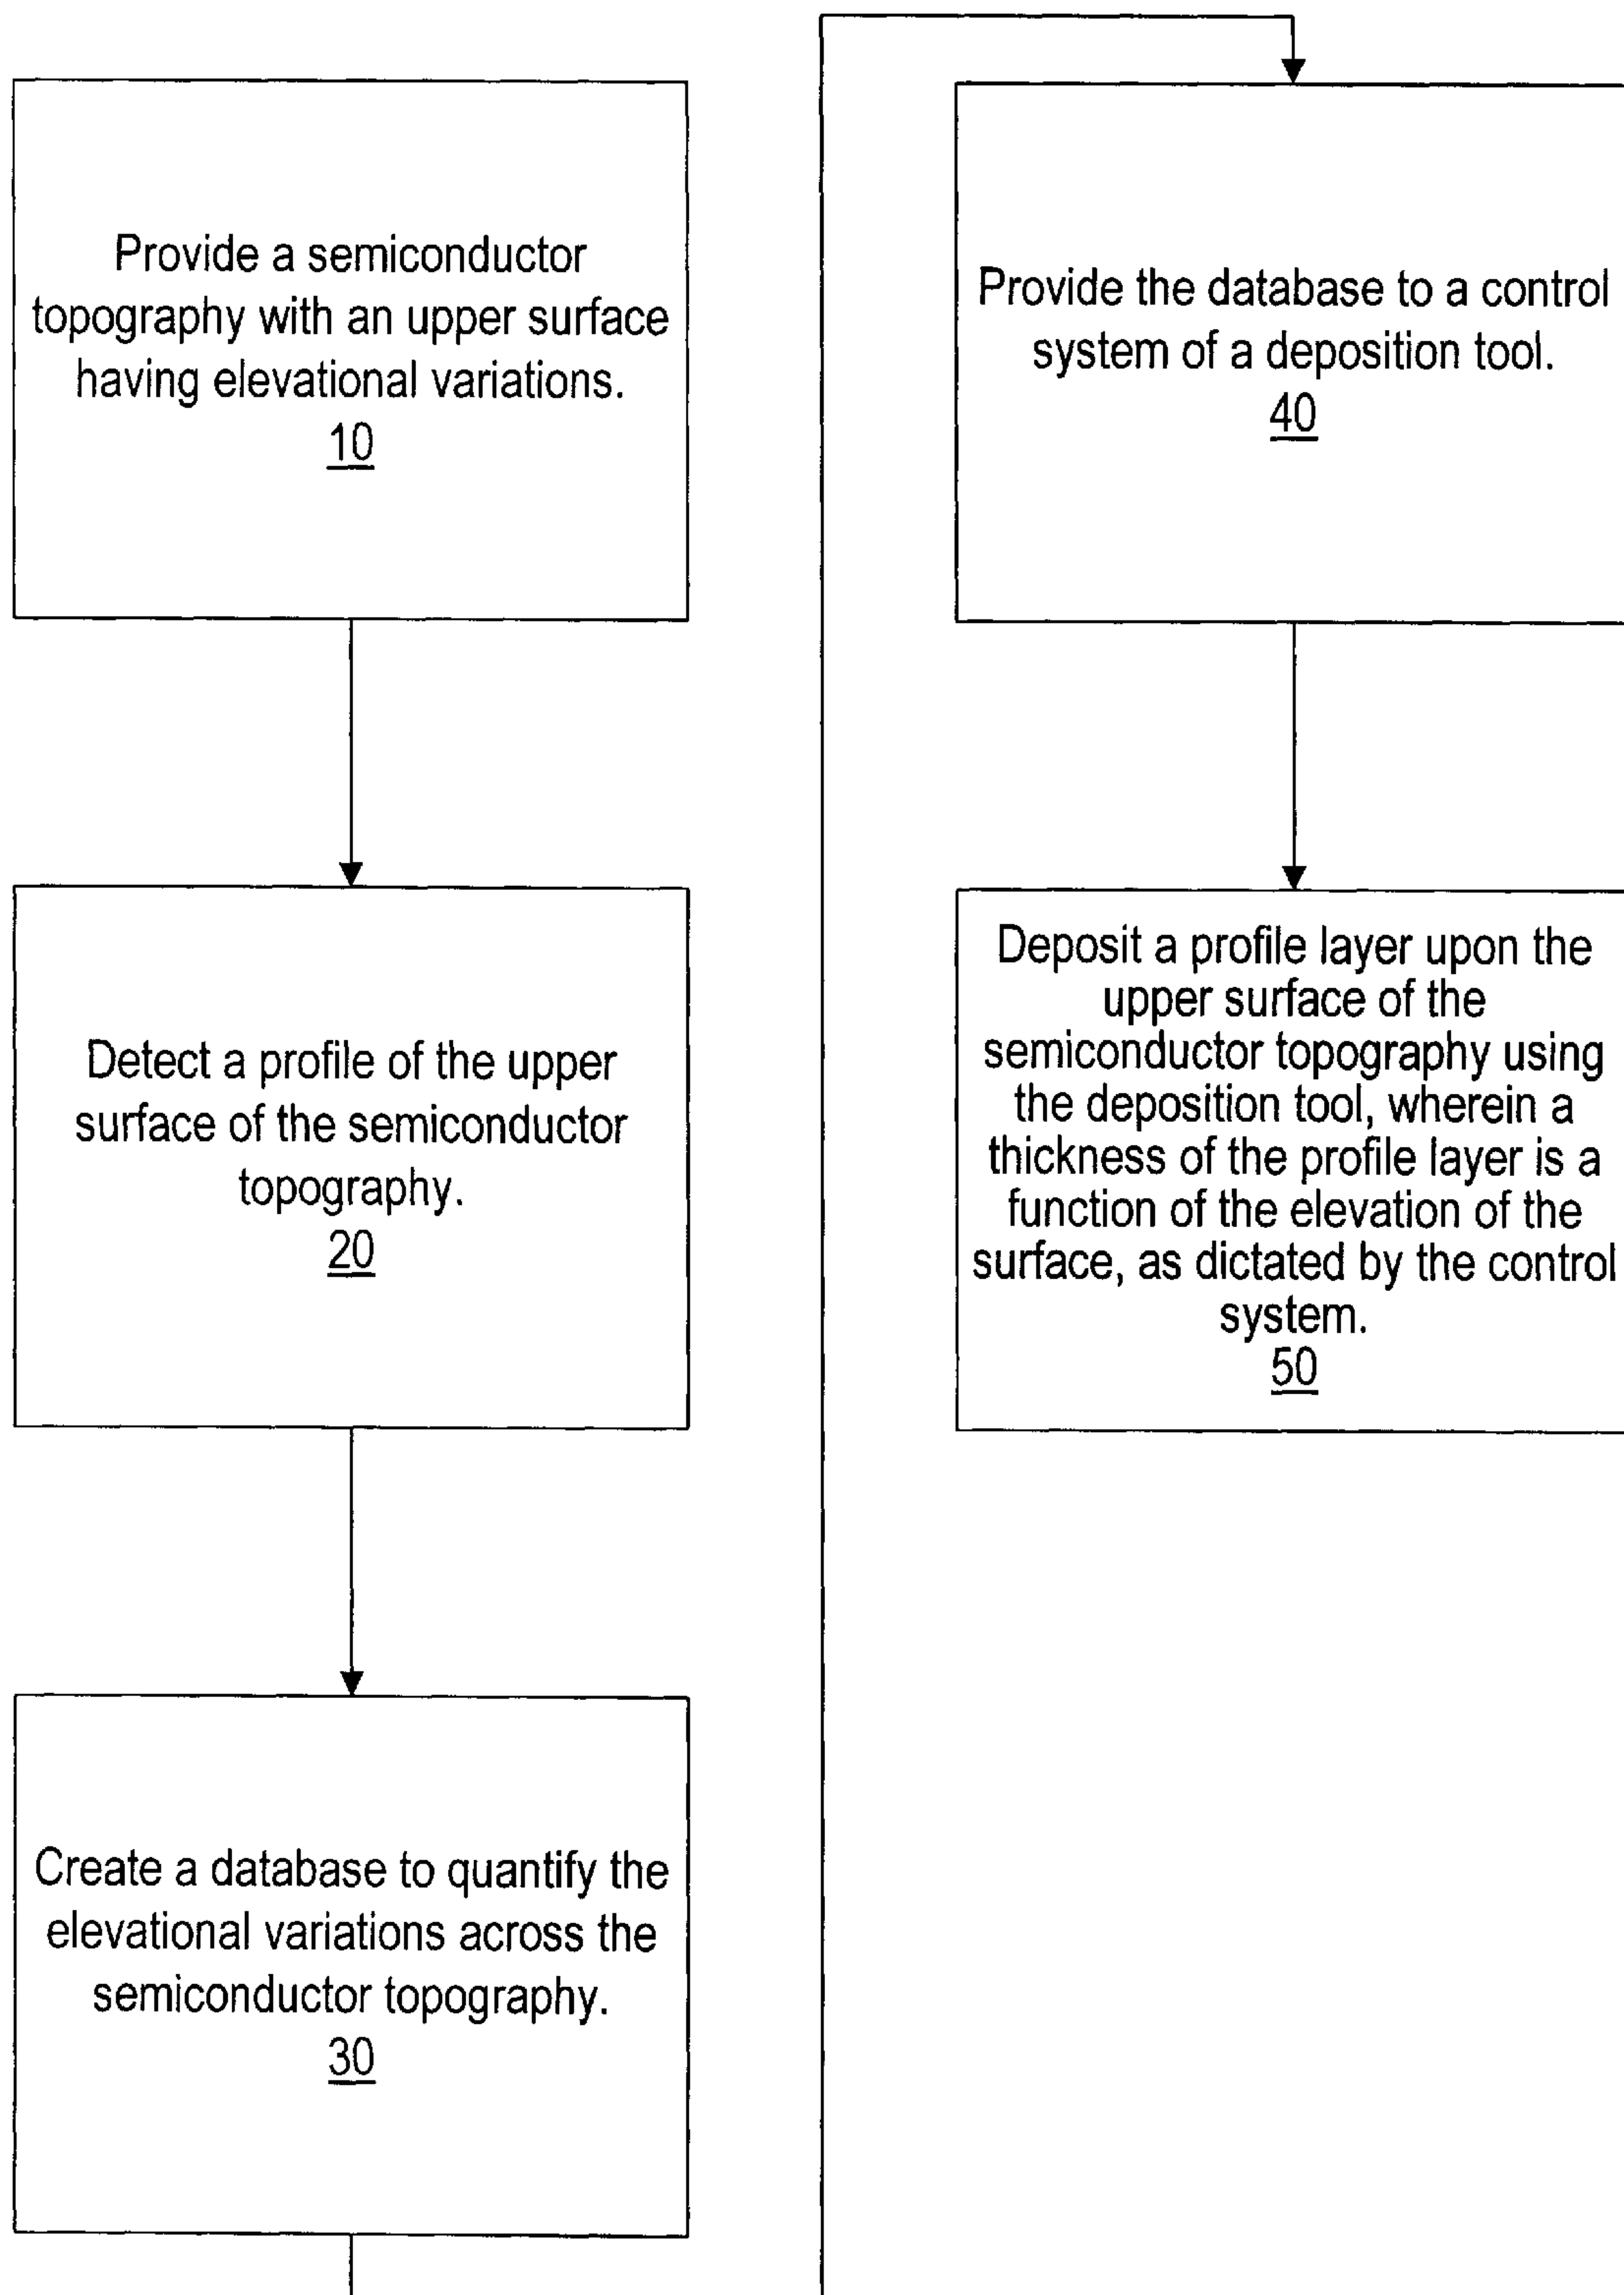 Provide a semiconductor
topography with an upper surface
having elevational variations.
10
Detect a profile of the upper
surface of the semiconductor
topography.
20
Create a database to quantify the
elevational variations across the
semiconductor topography.
30
Provide the database to a control
system of a deposition tool.
40
Deposit a profile layer upon the
upper surface of the
semiconductor topography using
the deposition tool, wherein a
thickness of the profile layer is a
function of the elevation of the
surface, as dictated by the control
system.
50